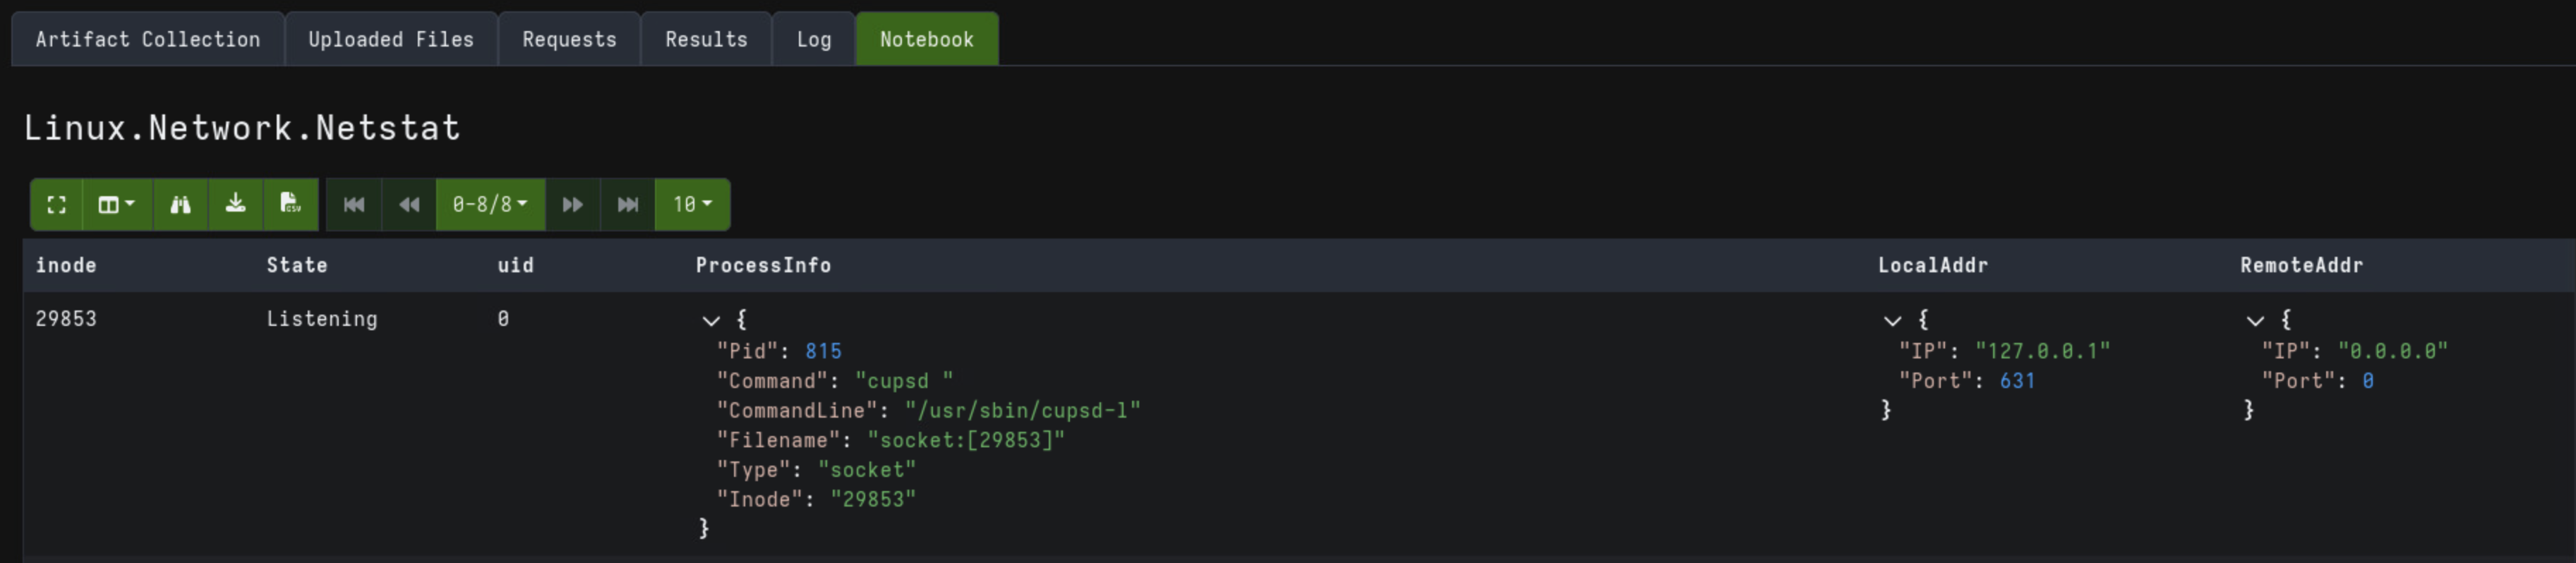 Artifact Collection Uploaded Files Requests Results Log Notebook
Linux.Network.Netstat
CSV 0-8/8 10
inode State uid ProcessInfo LocalAddr RemoteAddr
29853 Listening 0 { { {
"Pid": 815 "IP": "127.0.0.1" "IP": "0.0.0.0"
"Command": "cupsd " "Port": 631 "Port": 0
"CommandLine": "/usr/sbin/cupsd-l" } }
"Filename": "socket:[29853]"
"Type": "socket"
"Inode": "29853"
}